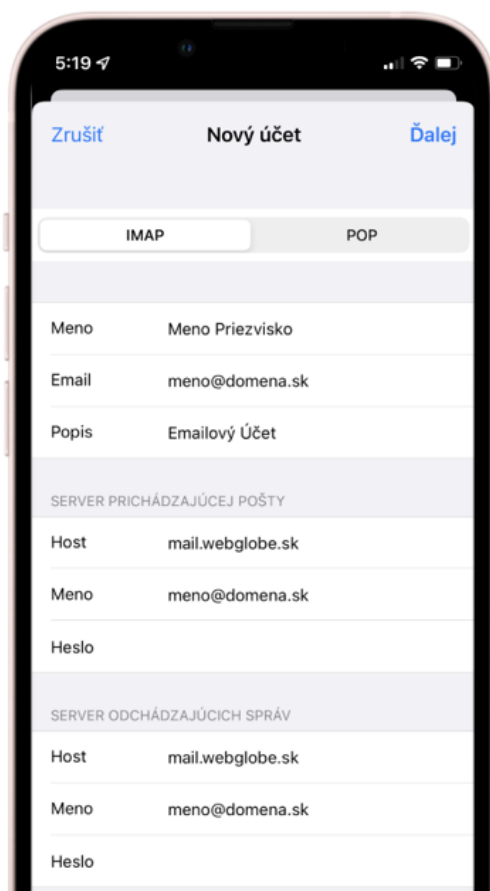 5:19
Zrušiť Nový účet Ďalej
IMAP POP
Meno Meno Priezvisko
Email meno@domena.sk
Popis Emailový Účet
SERVER PRICHÁDZAJÚCEJ POŠTY
Host mail.webglobe.sk
Meno meno@domena.sk
Heslo
SERVER ODCHÁDZAJÚCICH SPRÁV
Host mail.webglobe.sk
Meno meno@domena.sk
Heslo